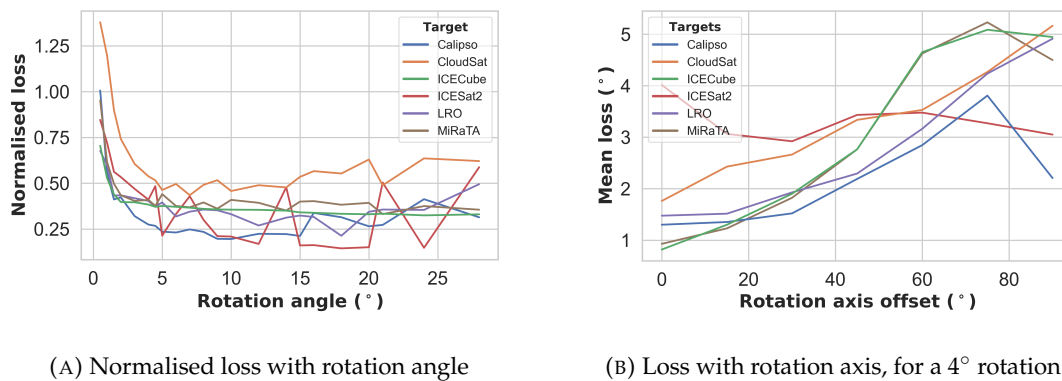 Normalised loss
1.25
1.00
0.75
0.50
0.25
0 5 10 15 20 25
Rotation angle (°)
Target
Calipso
CloudSat
ICECube
ICESat2
LRO
MiRaTA
(A) Normalised loss with rotation angle
Mean loss (°)
5
4
3
2
1
0 20 40 60 80
Rotation axis offset (°)
Targets
Calipso
CloudSat
ICECube
ICESat2
LRO
MiRaTA
(B) Loss with rotation axis, for a 4° rotation